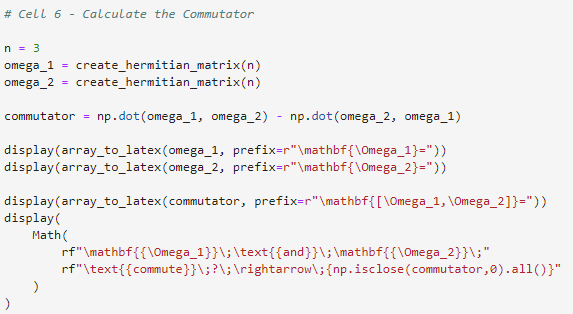 # Cell 6 - Calculate the Commutator

n = 3
omega_1 = create_hermitian_matrix(n)
omega_2 = create_hermitian_matrix(n)

commutator = np.dot(omega_1, omega_2) - np.dot(omega_2, omega_1)

display(array_to_latex(omega_1, prefix=r"\mathbf{\Omega_1}="))
display(array_to_latex(omega_2, prefix=r"\mathbf{\Omega_2}="))

display(array_to_latex(commutator, prefix=r"\mathbf{[\Omega_1,\Omega_2]}="))
display(
    Math(
        rf"\mathbf{{\Omega_1}}\;\text{{and}}\;\mathbf{{\Omega_2}}\;"
        rf"\text{{commute}}\;?\;\rightarrow\;{np.isclose(commutator,0).all()}"
    )
)